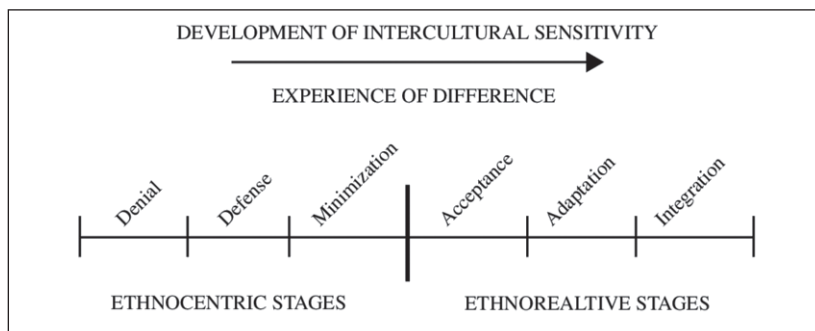 DEVELOPMENT OF INTERCULTURAL SENSITIVITY
EXPERIENCE OF DIFFERENCE
Denial
Defense
Minimization
Acceptance
Adaptation
Integration
ETHNOCENTRIC STAGES
ETHNOREALTIVE STAGES